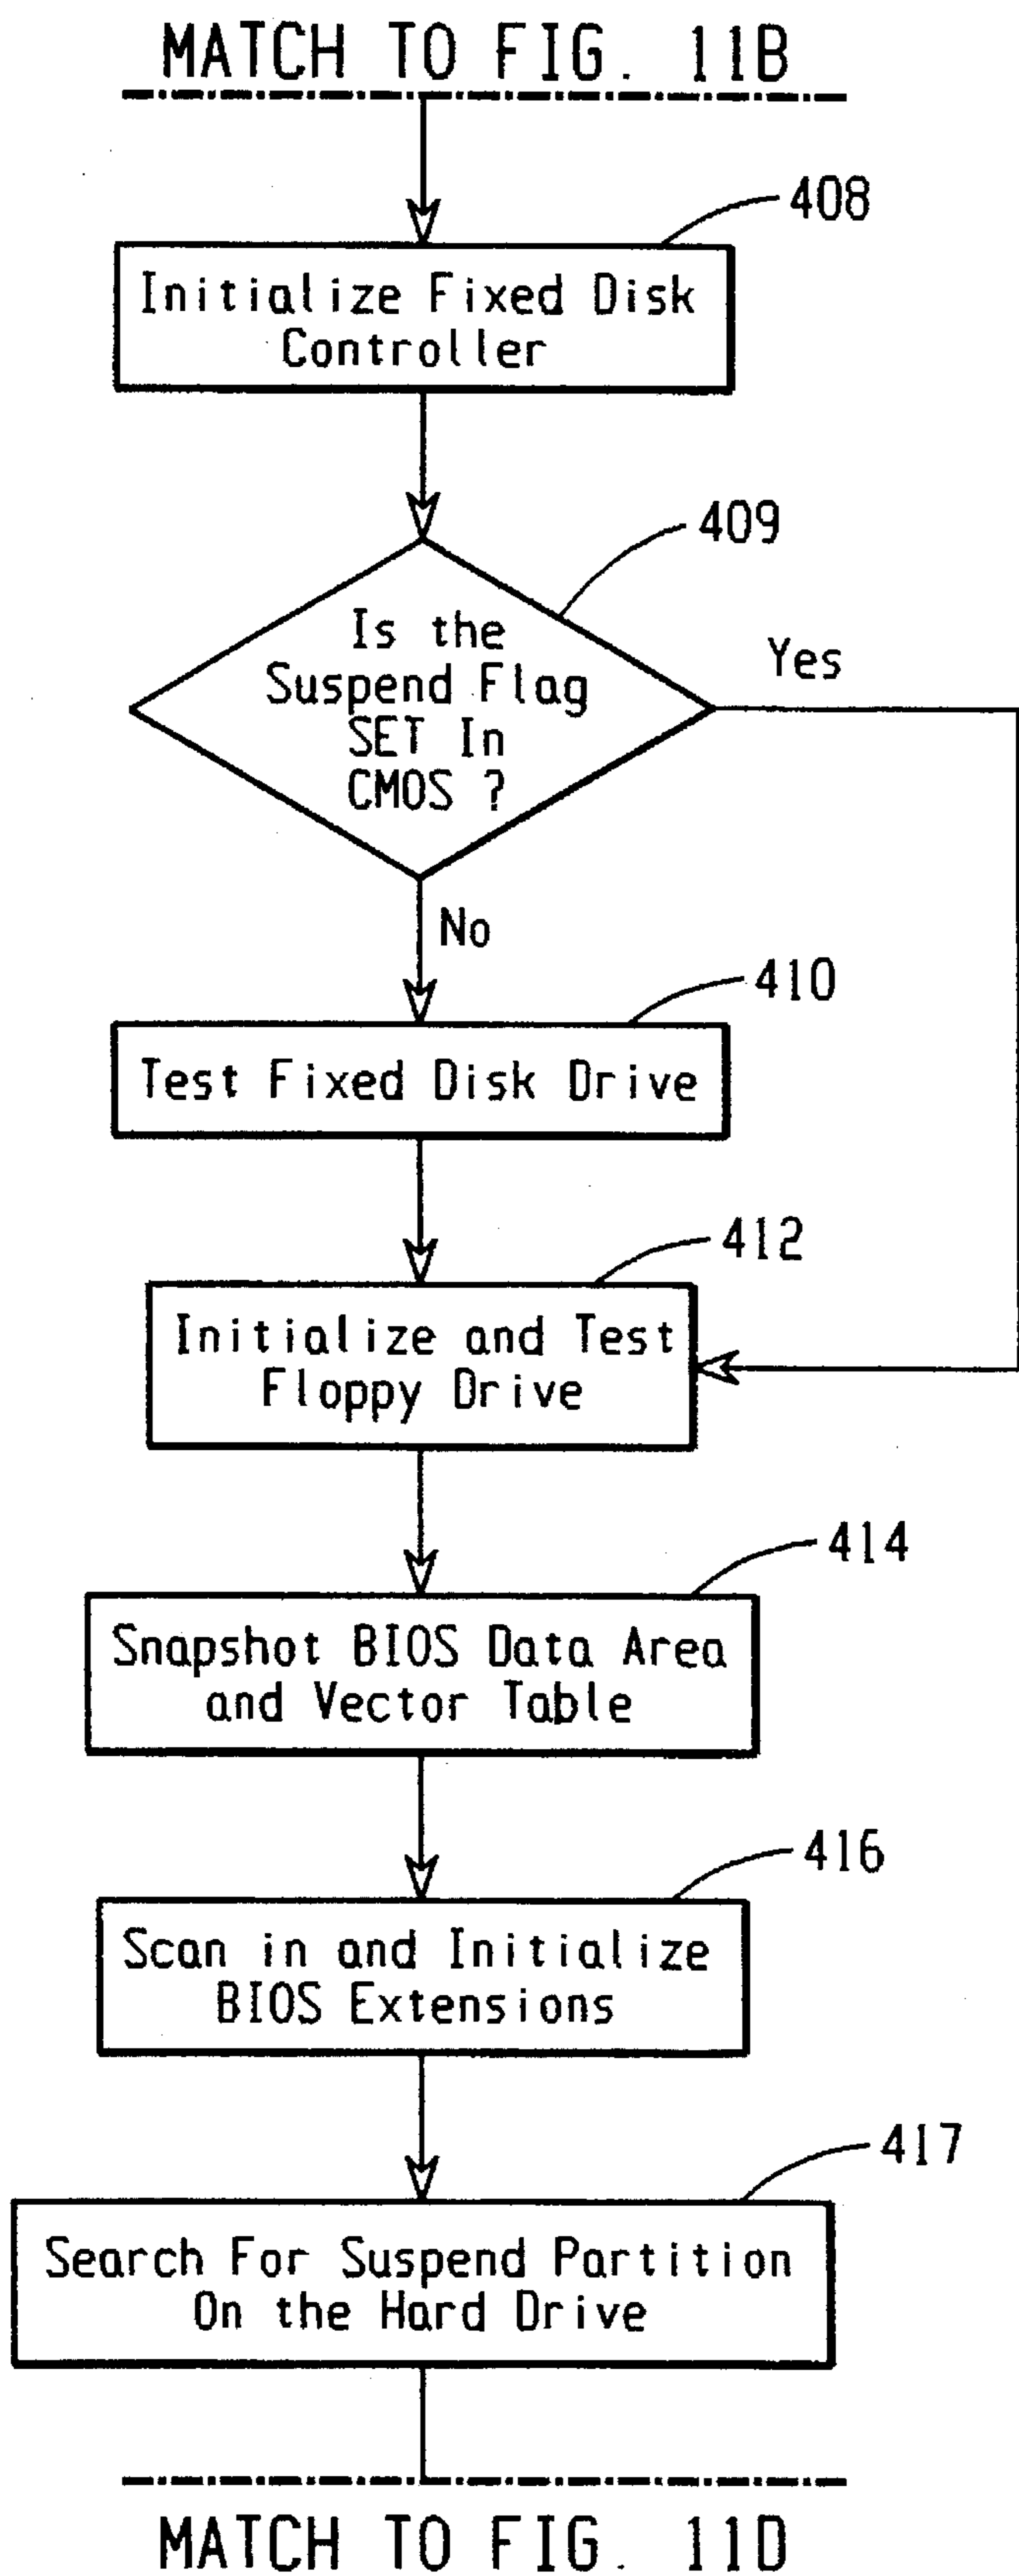 MATCH TO FIG. 11B
408
Initialize Fixed Disk
Controller
409
Is the
Suspend Flag
SET In
CMOS ?
Yes
No
410
Test Fixed Disk Drive
412
Initialize and Test
Floppy Drive
414
Snapshot BIOS Data Area
and Vector Table
416
Scan in and Initialize
BIOS Extensions
417
Search For Suspend Partition
On the Hard Drive
MATCH TO FIG. 11D